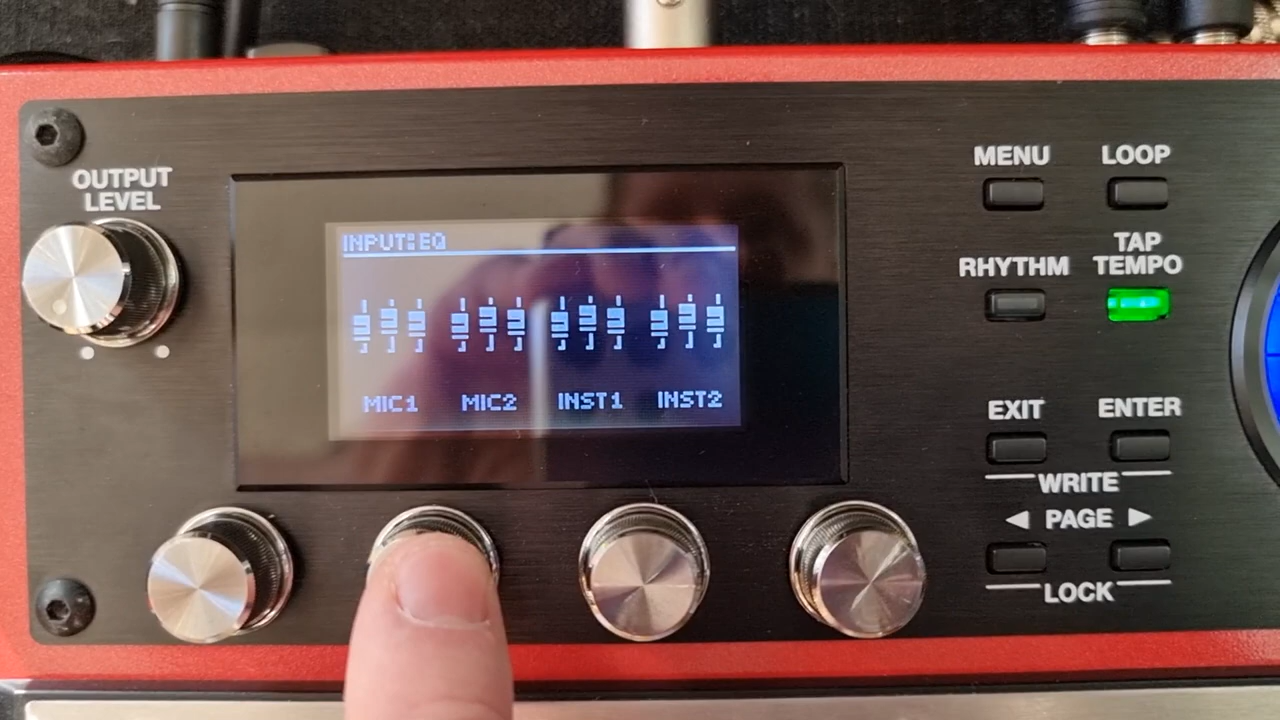 OUTPUT
LEVEL
INPUT:EQ
MIC1 MIC2 INST1 INST2
MENU LOOP
RHYTHM TAP
TEMPO
EXIT ENTER
WRITE
◀ PAGE ▶
LOCK